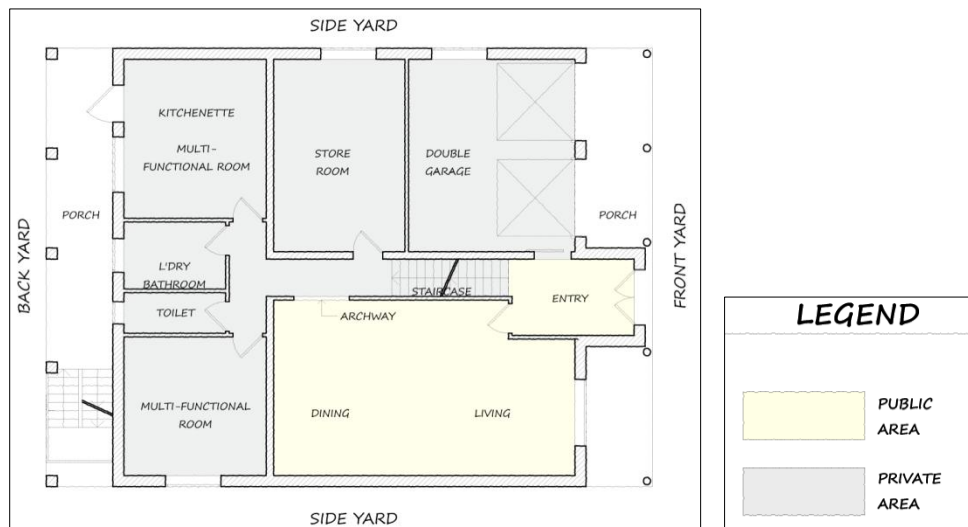 SIDE YARD
KITCHENETTE
MULTI-
FUNCTIONAL ROOM
STORE
ROOM
DOUBLE
GARAGE
PORCH
PORCH
BACK YARD
FRONT YARD
L'DRY
BATHROOM
TOILET
STAIRCASE
ENTRY
ARCHWAY
MULTI-FUNCTIONAL
ROOM
DINING
LIVING
SIDE YARD
LEGEND
PUBLIC
AREA
PRIVATE
AREA